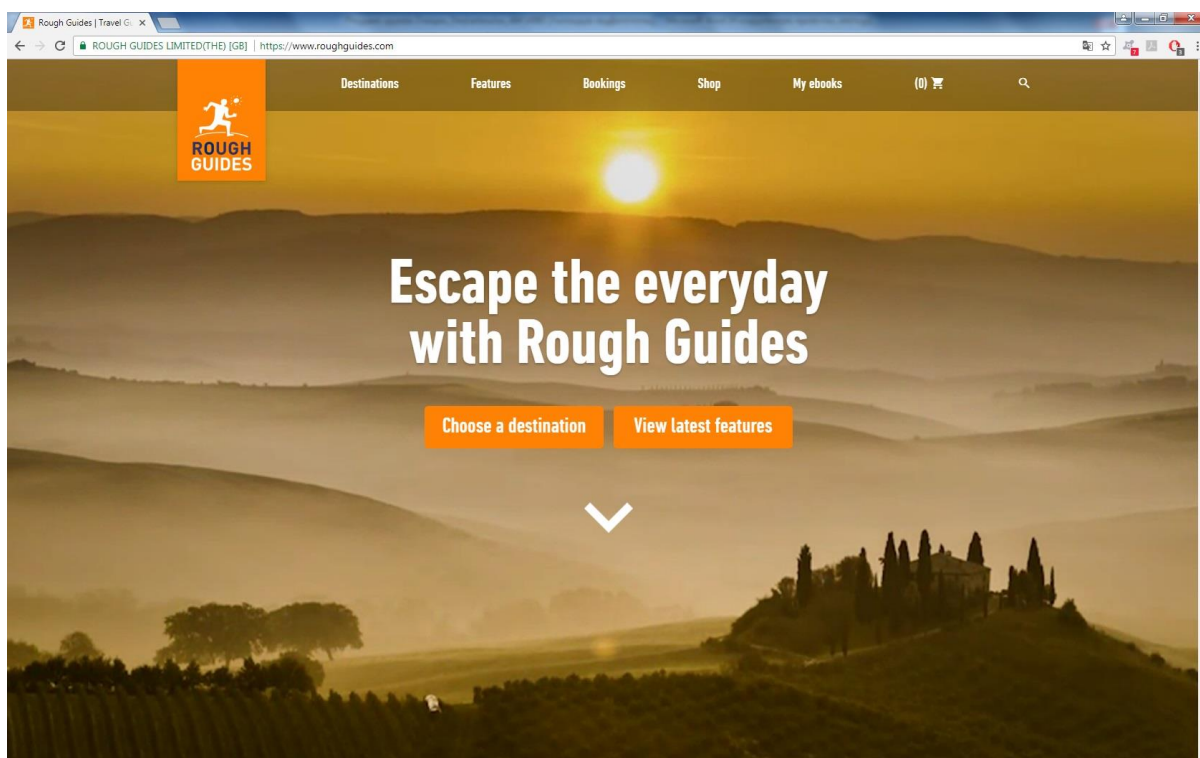 Rough Guides | Travel Gu
ROUGH GUIDES LIMITED(THE) [GB] | https://www.roughguides.com
Destinations Features Bookings Shop My ebooks (0)
ROUGH
GUIDES
Escape the everyday
with Rough Guides
Choose a destination View latest features